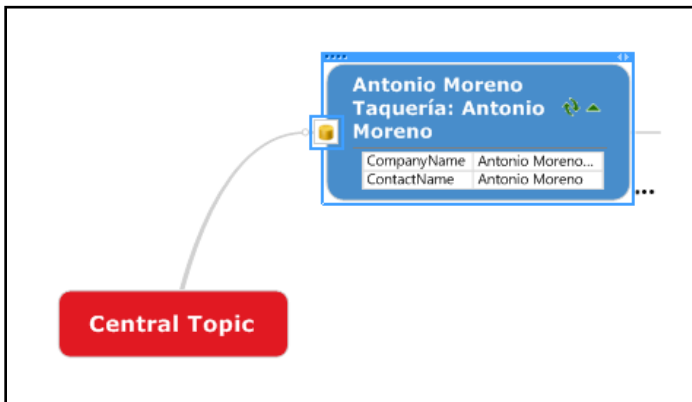 Antonio Moreno
Taquería: Antonio
Moreno
CompanyName Antonio Moreno...
ContactName Antonio Moreno
...
Central Topic